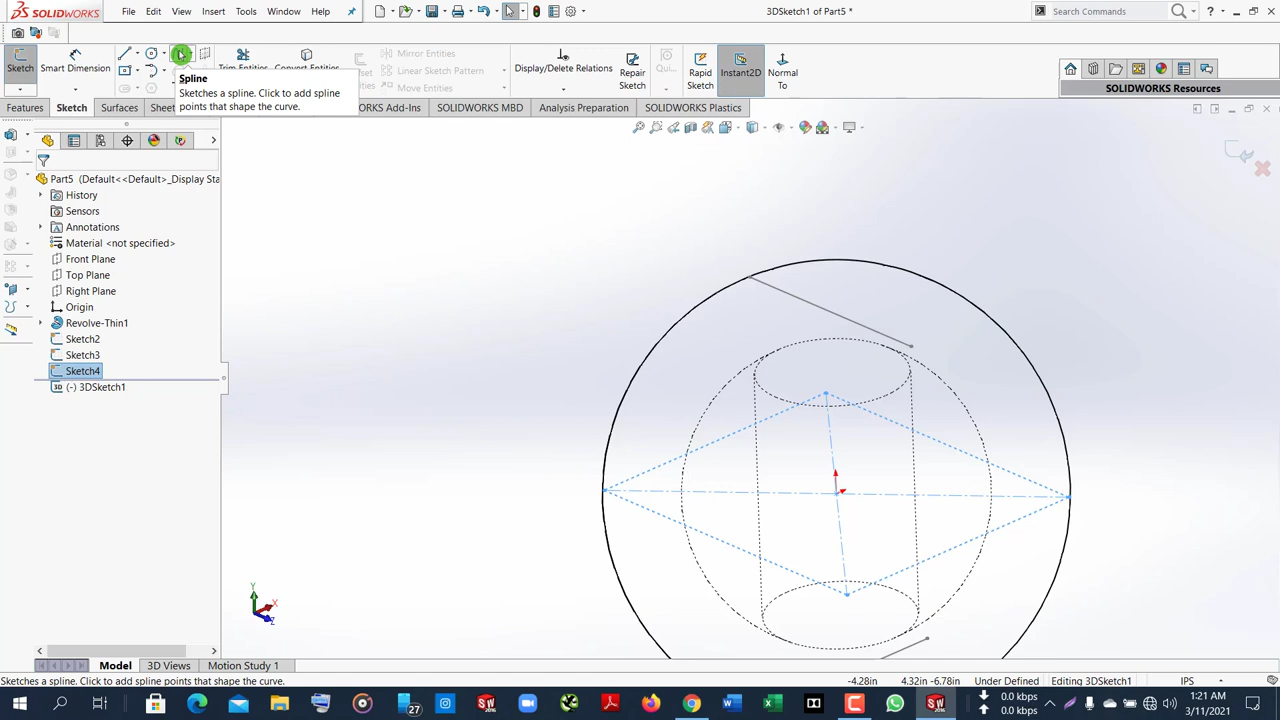 SOLIDWORKS File Edit View Insert Tools Window Help 3DSketch1 of Part5 * Search Commands
Sketch Smart Dimension Trim Entities Convert Entities Mirror Entities Linear Sketch Pattern Move Entities Display/Delete Relations Repair Sketch Qui... Rapid Sketch Instant2D Normal To
Spline
Sketches a spline. Click to add spline
points that shape the curve.
SOLIDWORKS Resources
Features Sketch Surfaces Sheet WORKS Add-Ins SOLIDWORKS MBD Analysis Preparation SOLIDWORKS Plastics
Part5 (Default<<Default>_Display Sta
History
Sensors
Annotations
Material <not specified>
Front Plane
Top Plane
Right Plane
Origin
Revolve-Thin1
Sketch2
Sketch3
Sketch4
3D (-) 3DSketch1
Y
X
Z
Model 3D Views Motion Study 1
Sketches a spline. Click to add spline points that shape the curve. -4.28in 4.32in -6.78in Under Defined Editing 3DSketch1 IPS
27 0.0 kbps 1:21 AM
0.0 kbps 3/11/2021